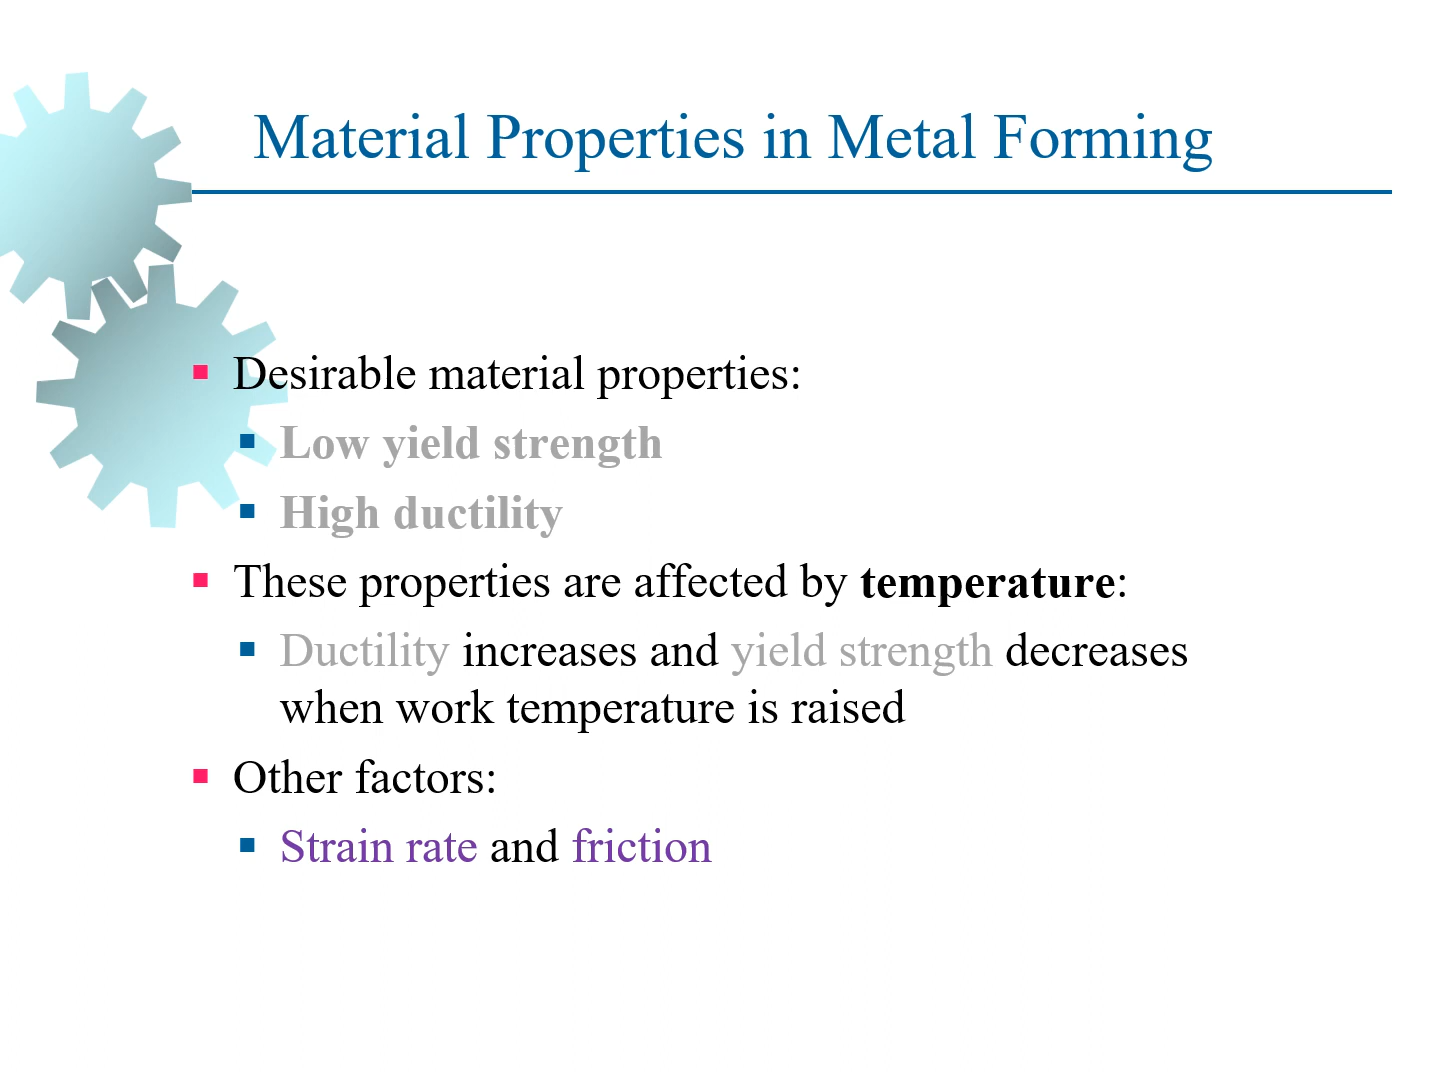 Material Properties in Metal Forming
Desirable material properties:
Low yield strength
High ductility
These properties are affected by temperature:
Ductility increases and yield strength decreases
when work temperature is raised
Other factors:
Strain rate and friction